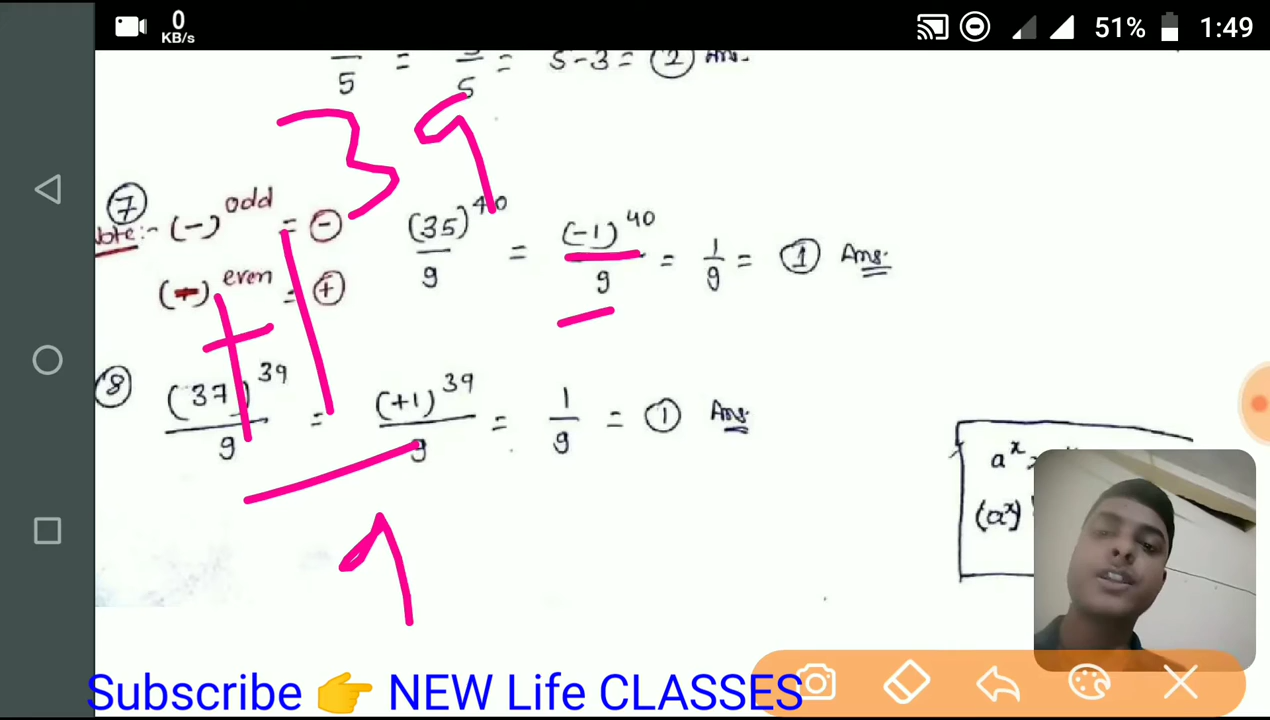 0
KB/s
51% 1:49
5 = 5 = 5-3 = 2 Ans.
39
7
Note:- (-)^odd = -
(-)^even = +
(35)^40/9 = (-1)^40/9 = 1/9 = 1 Ans.
+1
8 (37)^39/9 = (+1)^39/9 = 1/9 = 1 Ans
9
a^x
(a^x)
Subscribe 👉 NEW Life CLASSES